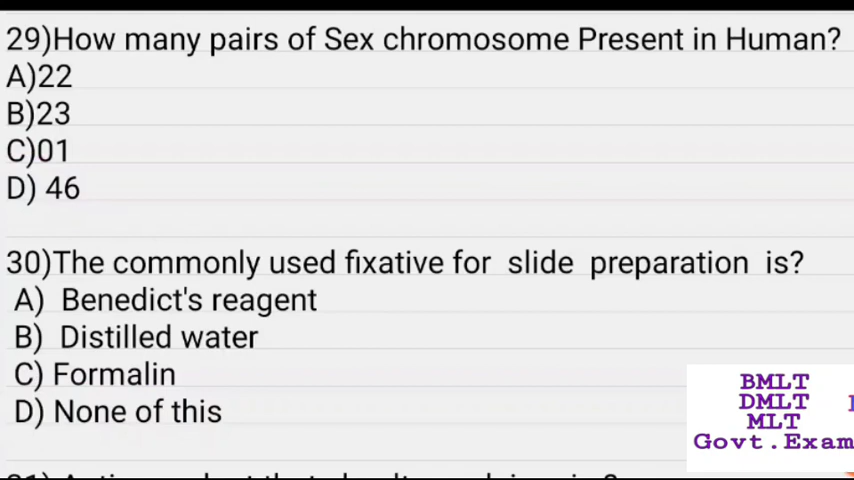 29)How many pairs of Sex chromosome Present in Human?
A)22
B)23
C)01
D) 46
30)The commonly used fixative for slide preparation is?
A) Benedict's reagent
B) Distilled water
C) Formalin
D) None of this
BMLT
DMLT
MLT
Govt.Exam